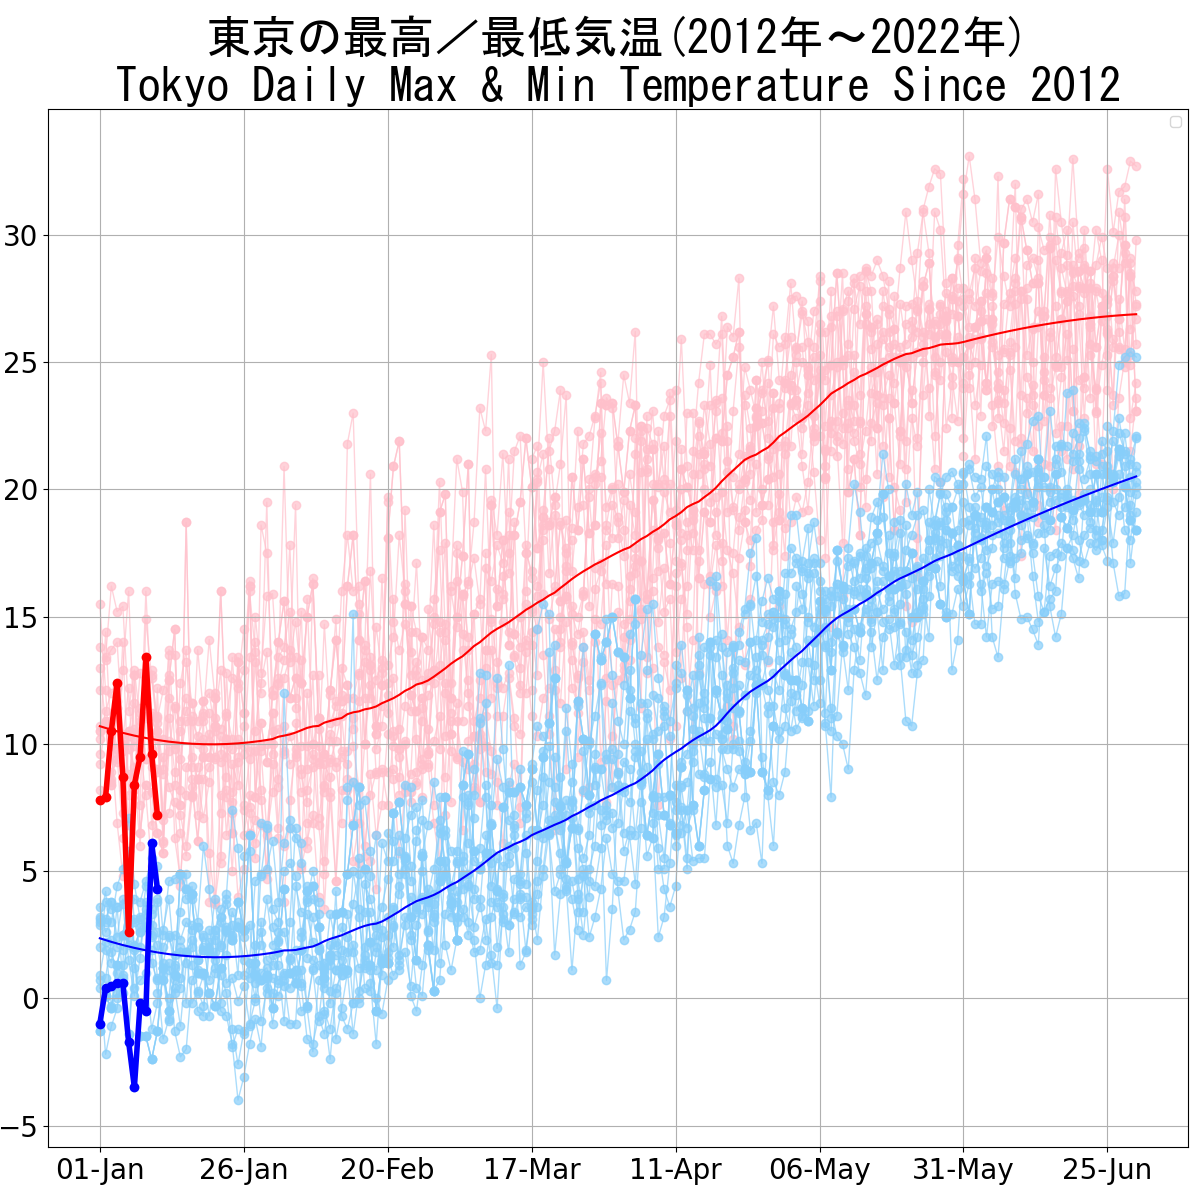 東京の最高／最低気温(2012年～2022年)
Tokyo Daily Max & Min Temperature Since 2012
30
25
20
15
10
5
0
−5
01-Jan 26-Jan 20-Feb 17-Mar 11-Apr 06-May 31-May 25-Jun